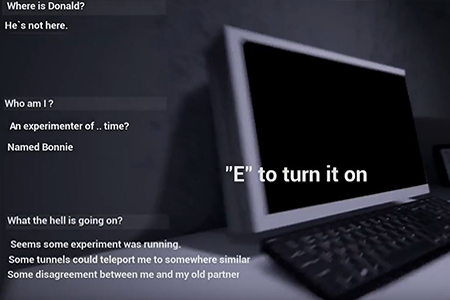 Where is Donald?
He`s not here.
Who am I ?
An experimenter of .. time?
Named Bonnie
"E" to turn it on
What the hell is going on?
Seems some experiment was running.
Some tunnels could teleport me to somewhere similar
Some disagreement between me and my old partner